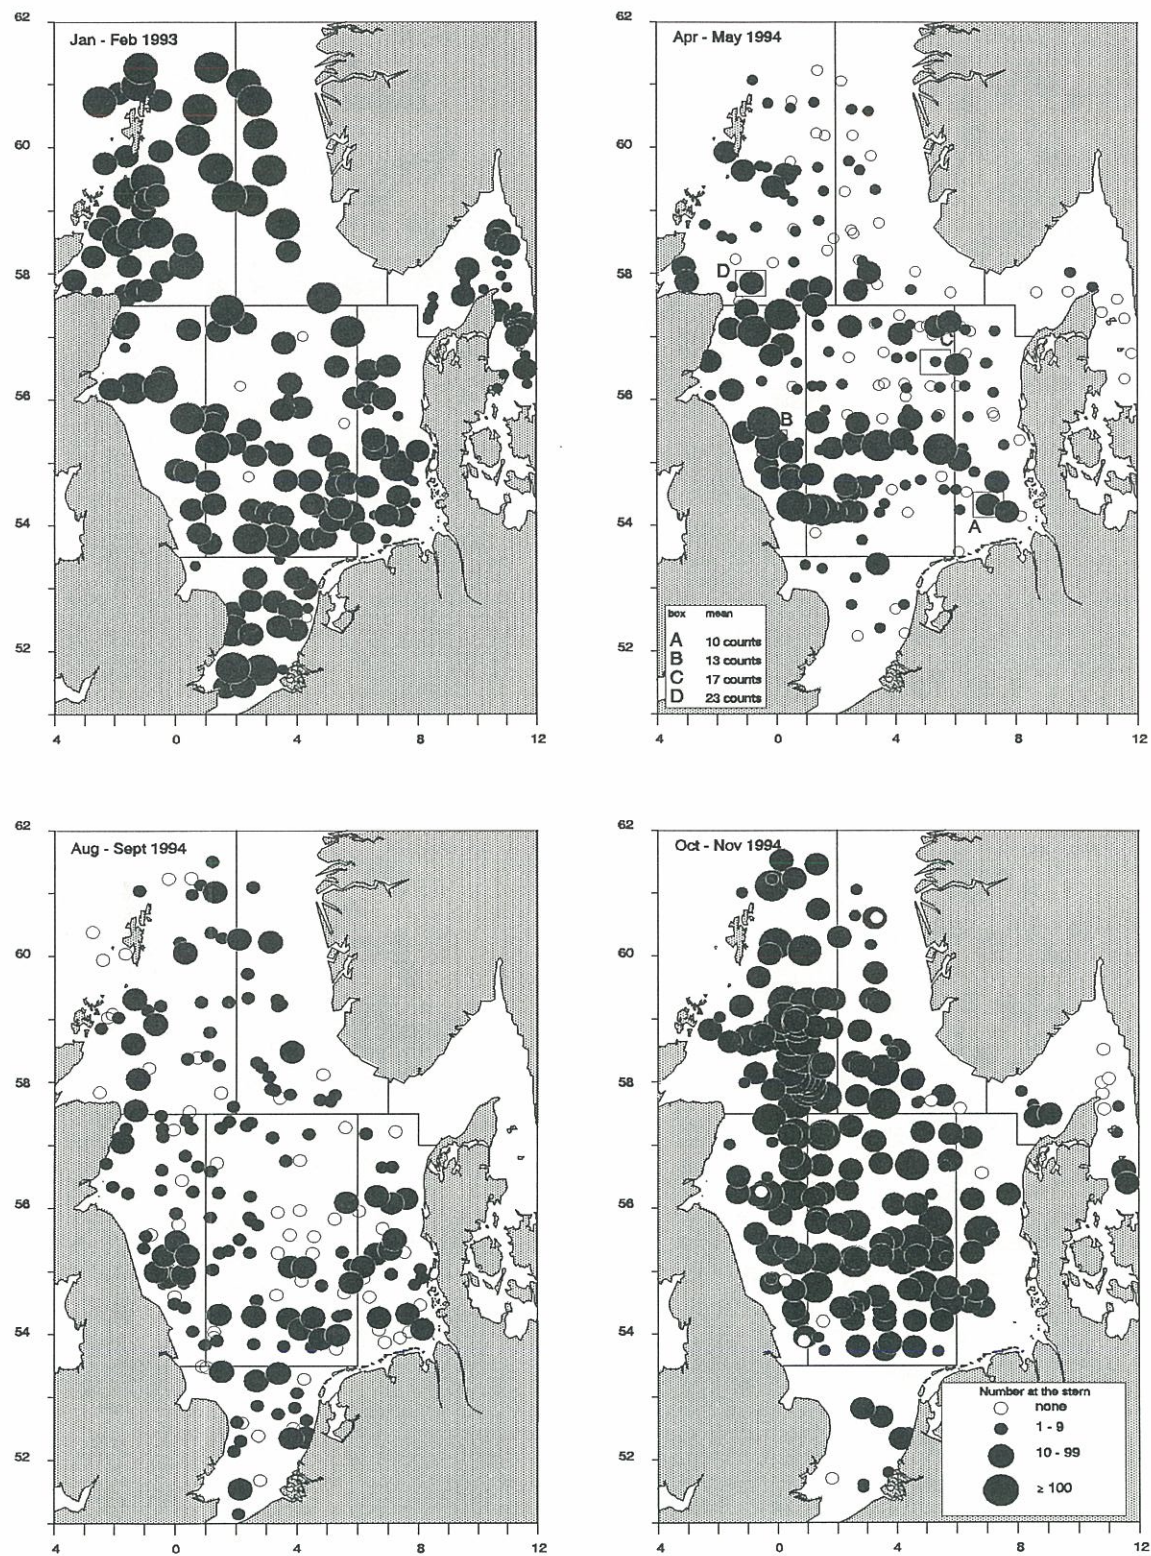 62
Jan - Feb 1993
60
58
56
54
52
4 0 4 8 12
62
Apr - May 1994
60
58
56
54
52
D
C
B
A
box mean
A 10 counts
B 13 counts
C 17 counts
D 23 counts
4 0 4 8 12
62
Aug - Sept 1994
60
58
56
54
52
4 0 4 8 12
62
Oct - Nov 1994
60
58
56
54
52
Number at the stern
none
1 - 9
10 - 99
≥ 100
4 0 4 8 12